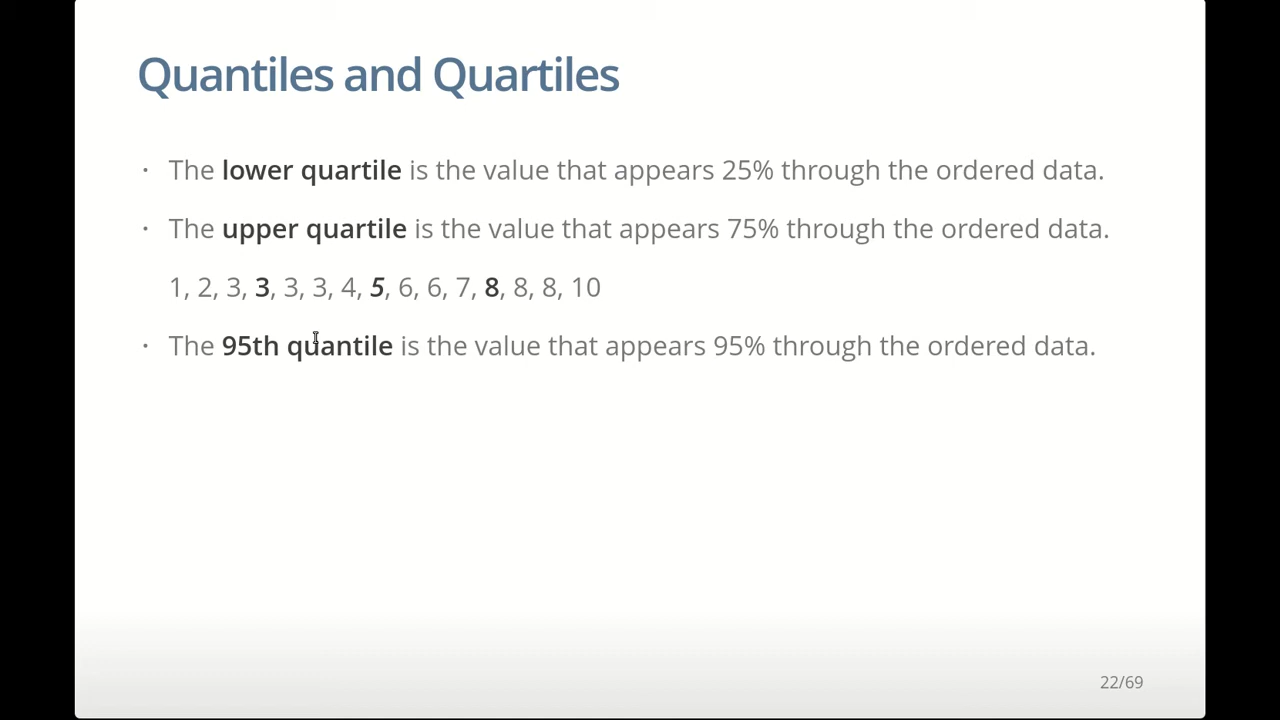 Quantiles and Quartiles
· The lower quartile is the value that appears 25% through the ordered data.
· The upper quartile is the value that appears 75% through the ordered data.
1, 2, 3, 3, 3, 3, 4, 5, 6, 6, 7, 8, 8, 8, 10
· The 95th quantile is the value that appears 95% through the ordered data.
22/69